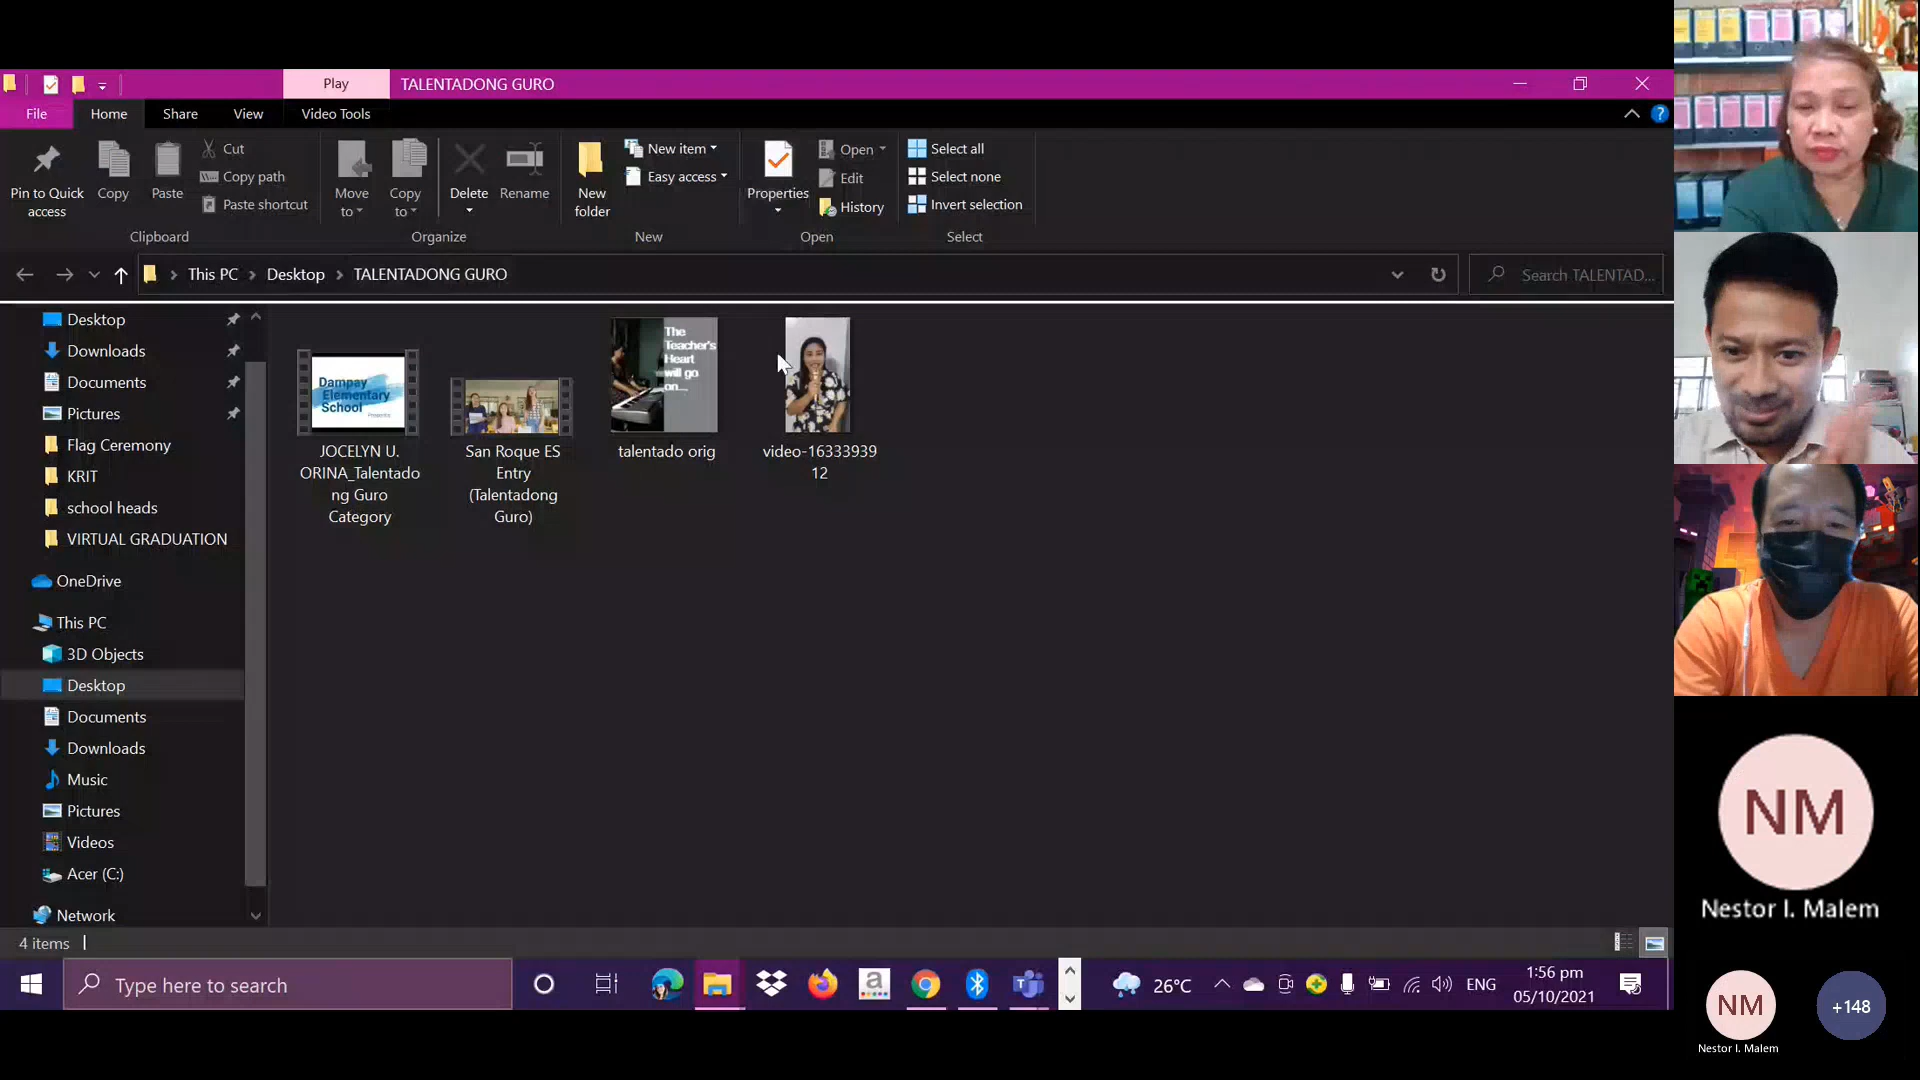 Play
TALENTADONG GURO
File
Home
Share
View
Video Tools
Pin to Quick
access
Copy
Paste
Cut
Copy path
Paste shortcut
Clipboard
Move
to
Copy
to
Delete
Rename
Organize
New
folder
New item
Easy access
New
Properties
Open
Edit
History
Open
Select all
Select none
Invert selection
Select
This PC
Desktop
TALENTADONG GURO
Search TALENTAD...
Desktop
Downloads
Documents
Pictures
Flag Ceremony
KRIT
school heads
VIRTUAL GRADUATION
OneDrive
This PC
3D Objects
Desktop
Documents
Downloads
Music
Pictures
Videos
Acer (C:)
Network
Dampay
Elementary
School
Presents
JOCELYN U.
ORINA_Talentado
ng Guro
Category
San Roque ES
Entry
(Talentadong
Guro)
The
Teacher's
Heart
will go
on...
talentado orig
video-16333939
12
4 items
Type here to search
26°C
ENG
1:56 pm
05/10/2021
NM
Nestor I. Malem
NM
Nestor I. Malem
+148